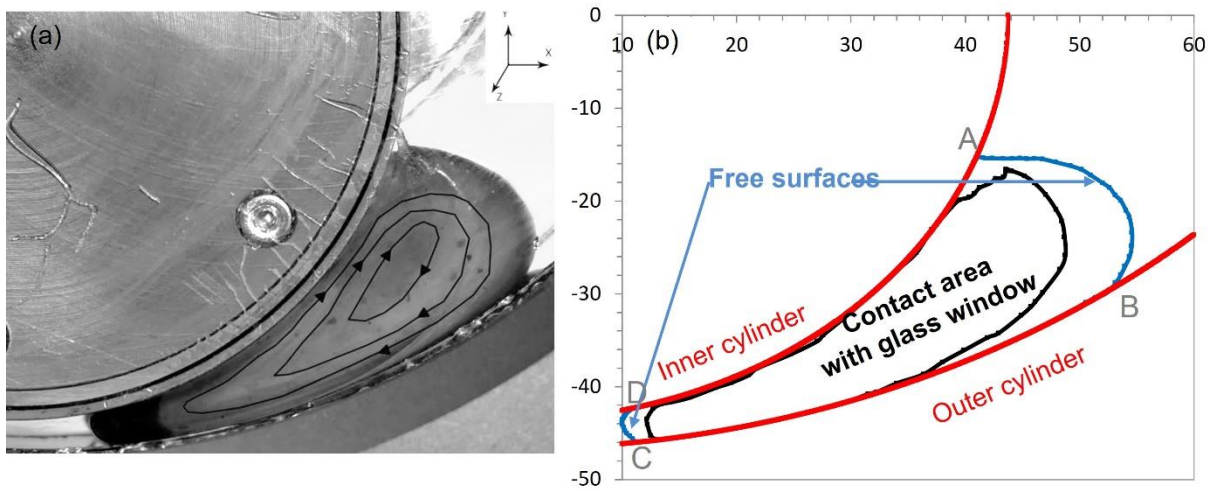 (a)
Y
X
Z
0
10
20
30
40
50
60
(b)
-10
-20
-30
-40
-50
A
Free surfaces
Contact area
with glass window
Inner cylinder
B
D
Outer cylinder
C